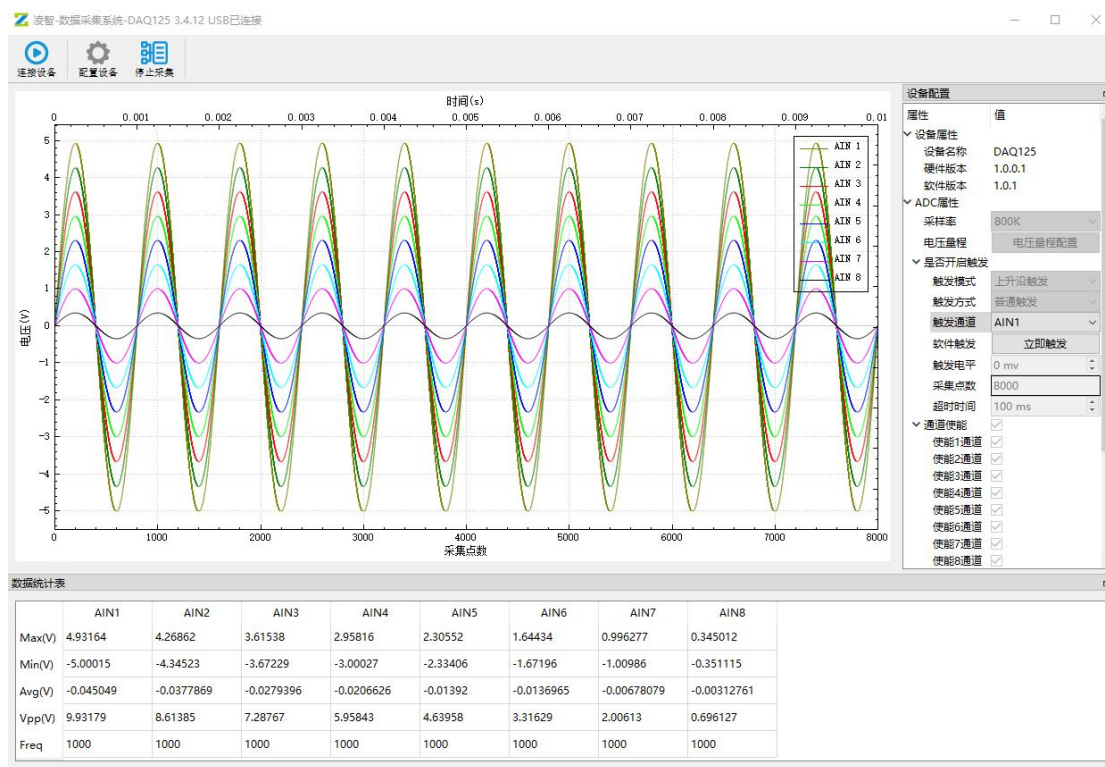 凌智-数据采集系统-DAQ125 3.4.12 USB已连接
连接设备 配置设备 停止采集
时间(s)
0 0.001 0.002 0.003 0.004 0.005 0.006 0.007 0.008 0.009 0.01
AIN 1
AIN 2
AIN 3
AIN 4
AIN 5
AIN 6
AIN 7
AIN 8
5
4
3
2
1
0
-1
-2
-3
-4
-5
电压(V)
0 1000 2000 3000 4000 5000 6000 7000 8000
采集点数
设备配置
属性 值
设备属性
设备名称 DAQ125
硬件版本 1.0.0.1
软件版本 1.0.1
ADC属性
采样率 800K
电压量程 电压量程配置
是否开启触发
触发模式 上升沿触发
触发方式 普通触发
触发通道 AIN1
软件触发 立即触发
触发电平 0 mv
采集点数 8000
超时时间 100 ms
通道使能
使能1通道
使能2通道
使能3通道
使能4通道
使能5通道
使能6通道
使能7通道
使能8通道
数据统计表
AIN1 AIN2 AIN3 AIN4 AIN5 AIN6 AIN7 AIN8
Max(V) 4.93164 4.26862 3.61538 2.95816 2.30552 1.64434 0.996277 0.345012
Min(V) -5.00015 -4.34523 -3.67229 -3.00027 -2.33406 -1.67196 -1.00986 -0.351115
Avg(V) -0.045049 -0.0377869 -0.0279396 -0.0206626 -0.01392 -0.0136965 -0.00678079 -0.00312761
Vpp(V) 9.93179 8.61385 7.28767 5.95843 4.63958 3.31629 2.00613 0.696127
Freq 1000 1000 1000 1000 1000 1000 1000 1000